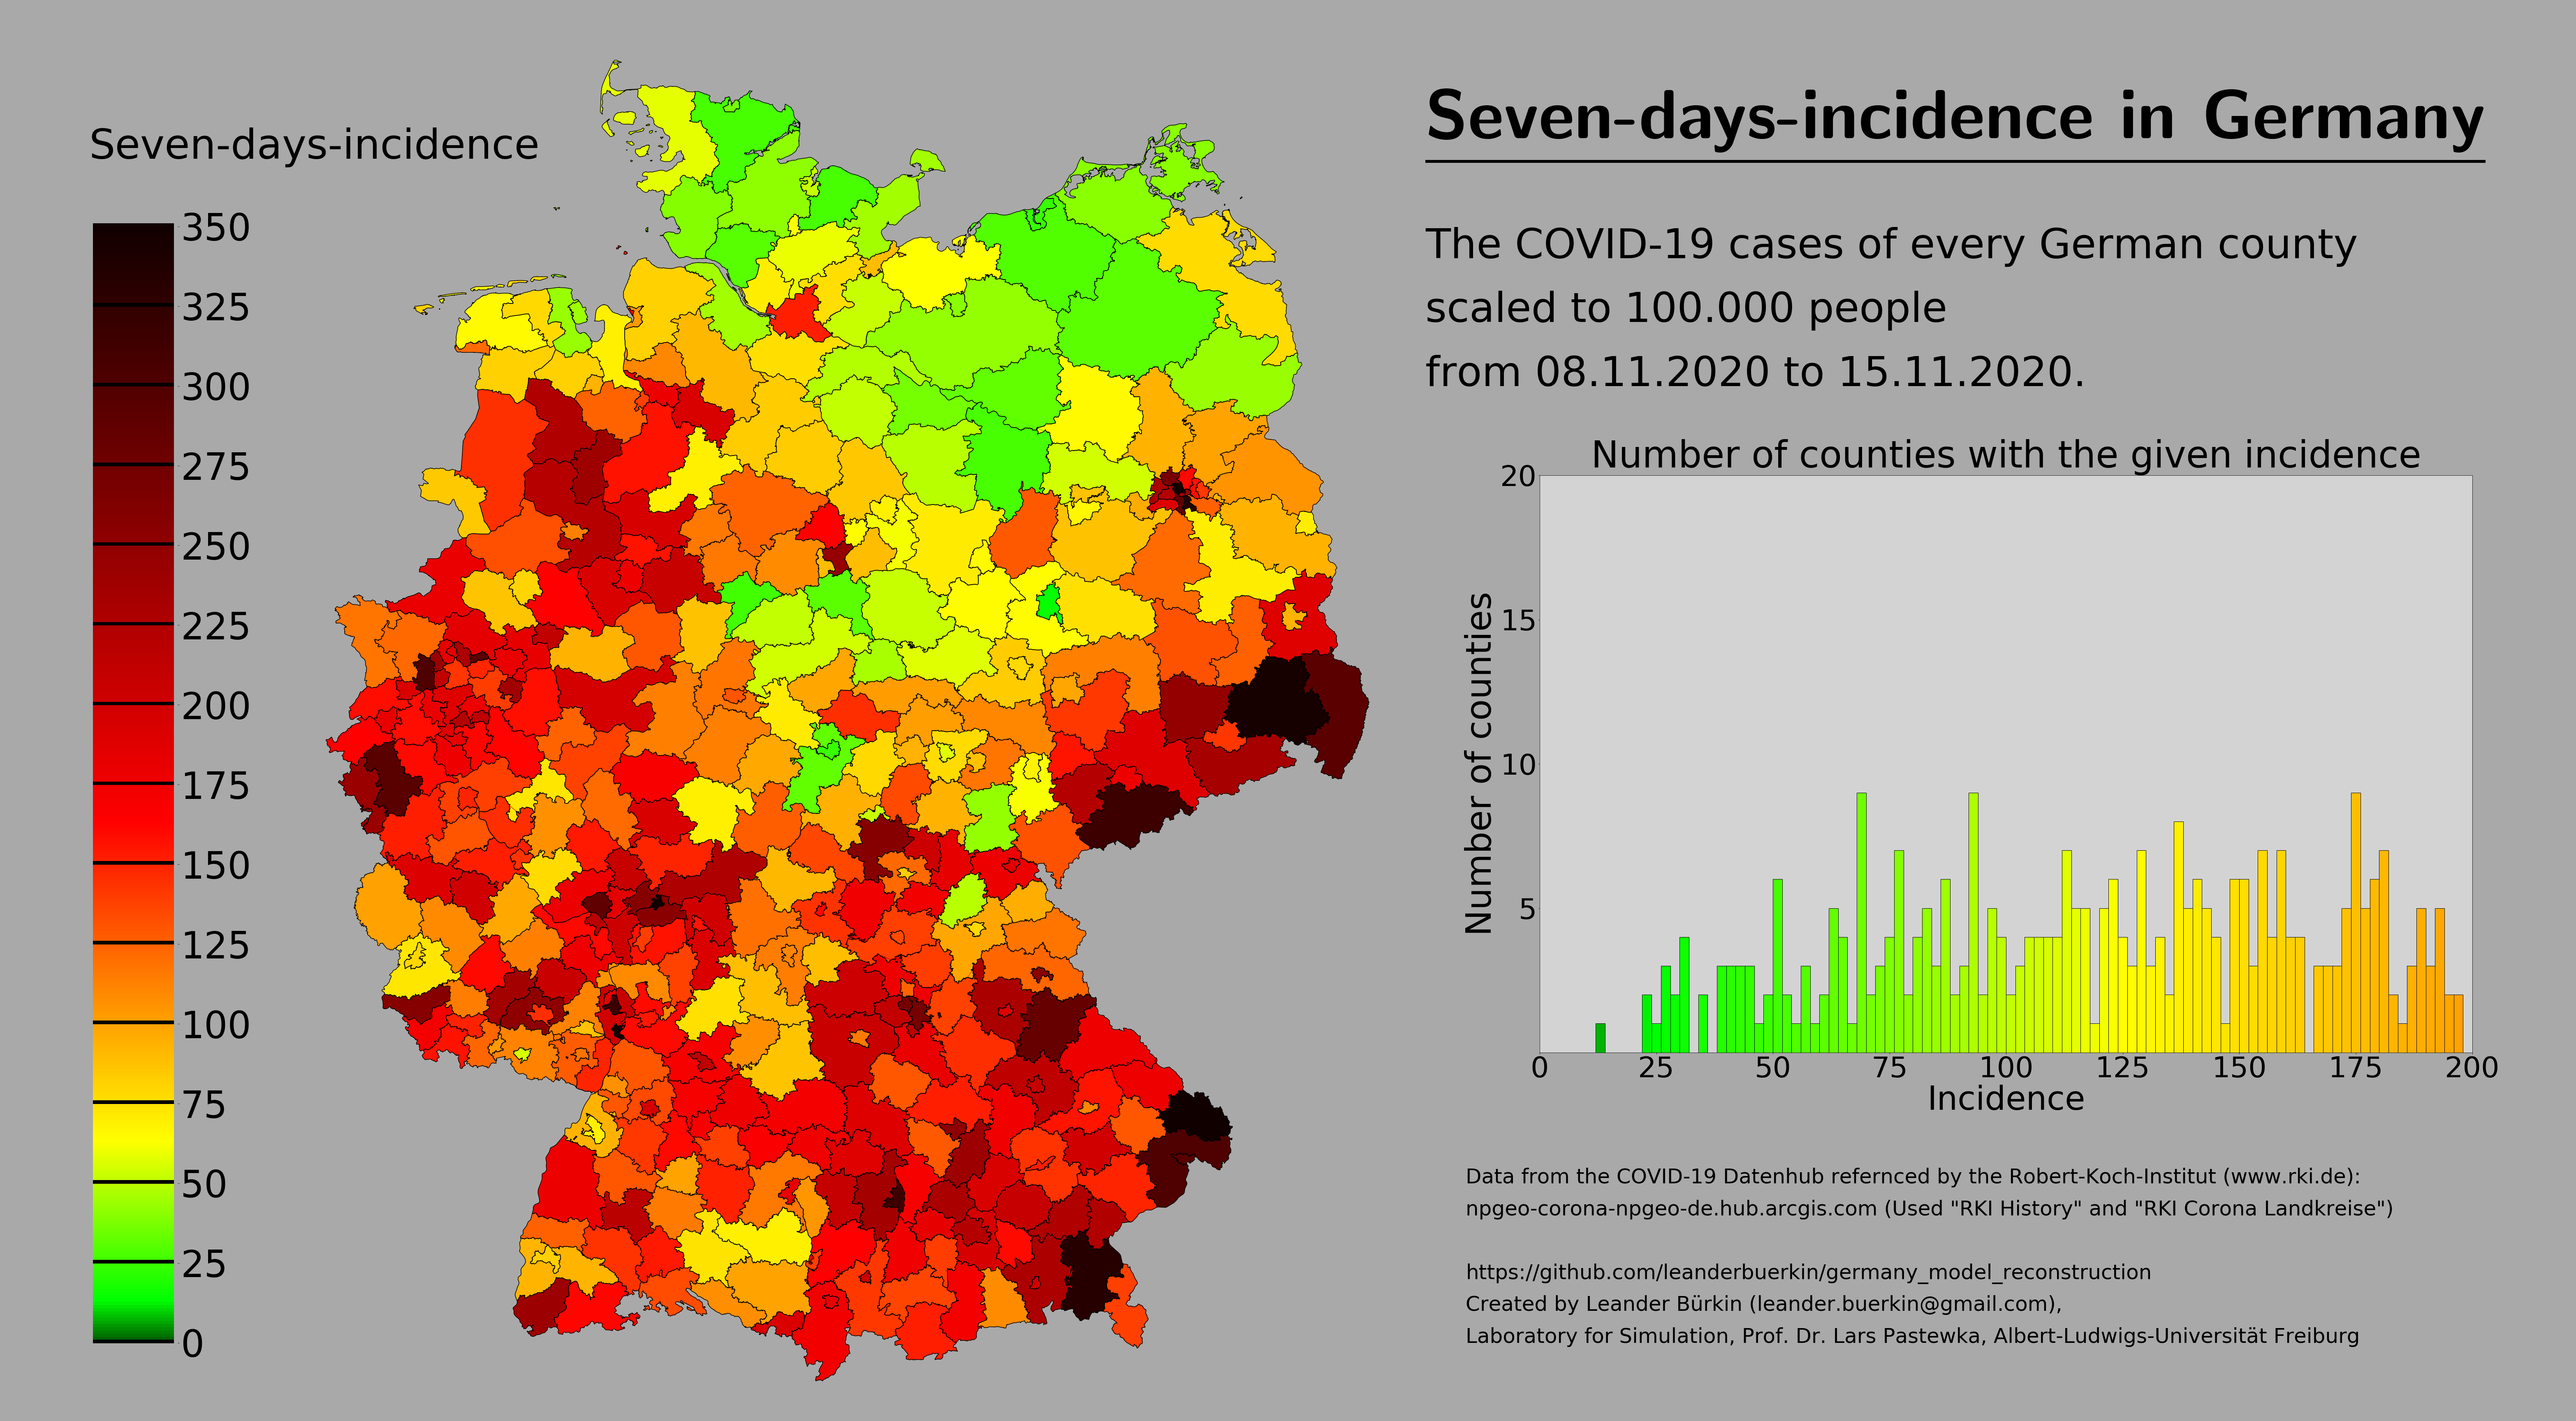 Seven-days-incidence in Germany
Seven-days-incidence
350
325
300
275
250
225
200
175
150
125
100
75
50
25
0
The COVID-19 cases of every German county
scaled to 100.000 people
from 08.11.2020 to 15.11.2020.
Number of counties with the given incidence
20
15
10
5
Number of counties
0 25 50 75 100 125 150 175 200
Incidence
Data from the COVID-19 Datenhub refernced by the Robert-Koch-Institut (www.rki.de):
npgeo-corona-npgeo-de.hub.arcgis.com (Used "RKI History" and "RKI Corona Landkreise")
https://github.com/leanderbuerkin/germany_model_reconstruction
Created by Leander Bürkin (leander.buerkin@gmail.com),
Laboratory for Simulation, Prof. Dr. Lars Pastewka, Albert-Ludwigs-Universität Freiburg